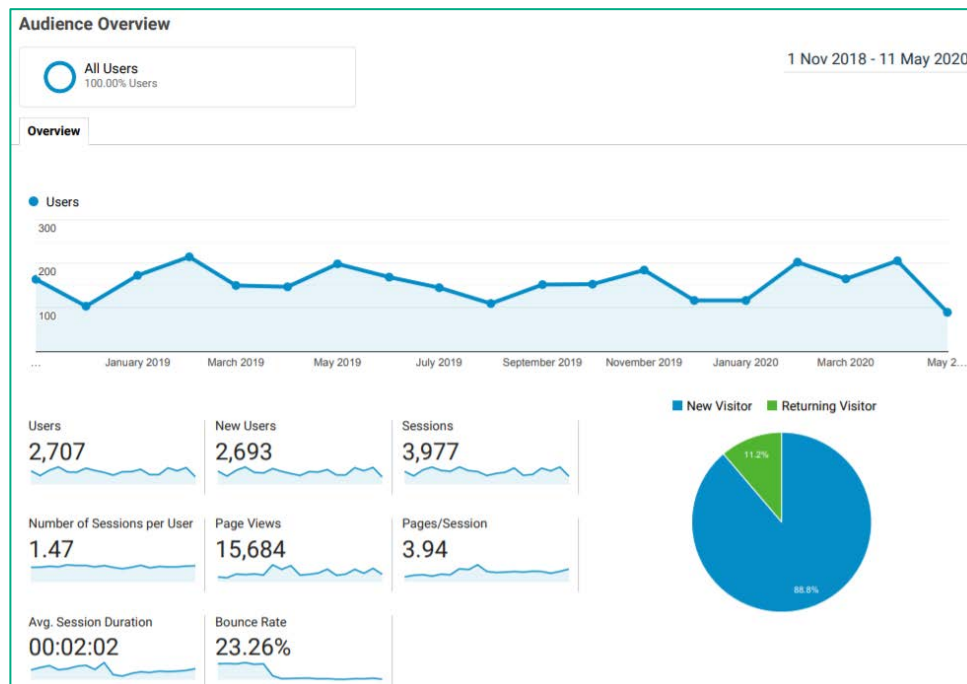 Audience Overview
All Users
100.00% Users
1 Nov 2018 - 11 May 2020
Overview
Users
300
200
100
...
January 2019
March 2019
May 2019
July 2019
September 2019
November 2019
January 2020
March 2020
May 2...
New Visitor
Returning Visitor
Users
2,707
New Users
2,693
Sessions
3,977
Number of Sessions per User
1.47
Page Views
15,684
Pages/Session
3.94
Avg. Session Duration
00:02:02
Bounce Rate
23.26%
11.2%
88.8%